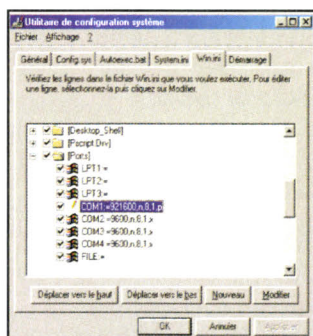 Utilitaire de configuration système
Fichier Affichage ?
Général Config.sys Autoexec.bat System.ini Win.ini Démarrage
Vérifiez les lignes dans le fichier Win.ini que vous voulez exécuter. Pour éditer
une ligne, sélectionnez-la puis cliquez sur Modifier.
[Desktop_Shell]
[Pscript.Drv]
[Ports]
LPT1=
LPT2=
LPT3=
COM1=921600,n,8,1,p
COM2=9600,n,8,1,x
COM3=9600,n,8,1,x
COM4=9600,n,8,1,x
FILE:=
Déplacer vers le haut Déplacer vers le bas Nouveau Modifier
OK Annuler Appliquer